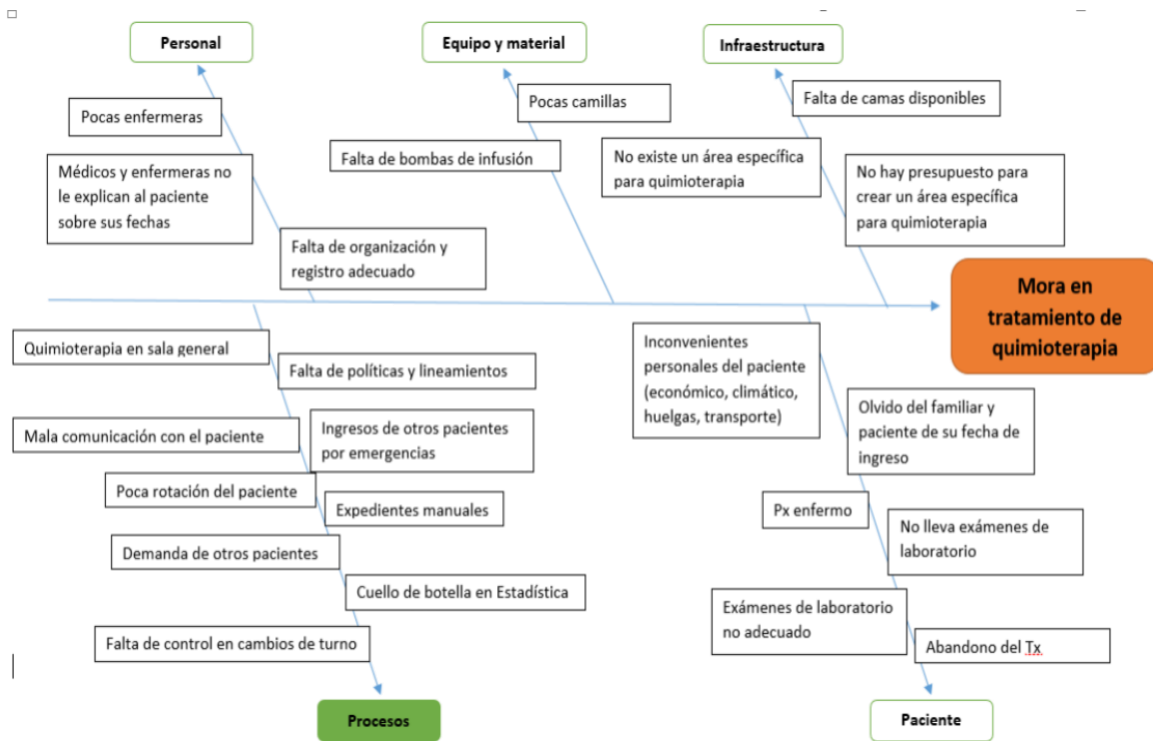 Personal
Equipo y material
Infraestructura
Pocas enfermeras
Médicos y enfermeras no
le explican al paciente
sobre sus fechas
Falta de organización y
registro adecuado
Pocas camillas
Falta de bombas de infusión
Falta de camas disponibles
No existe un área específica
para quimioterapia
No hay presupuesto para
crear un área específica
para quimioterapia
Mora en
tratamiento de
quimioterapia
Quimioterapia en sala general
Falta de políticas y lineamientos
Mala comunicación con el paciente
Ingresos de otros pacientes
por emergencias
Poca rotación del paciente
Expedientes manuales
Demanda de otros pacientes
Cuello de botella en Estadística
Falta de control en cambios de turno
Procesos
Inconvenientes
personales del paciente
(económico, climático,
huelgas, transporte)
Olvido del familiar y
paciente de su fecha de
ingreso
Px enfermo
No lleva exámenes de
laboratorio
Exámenes de laboratorio
no adecuado
Abandono del Tx
Paciente